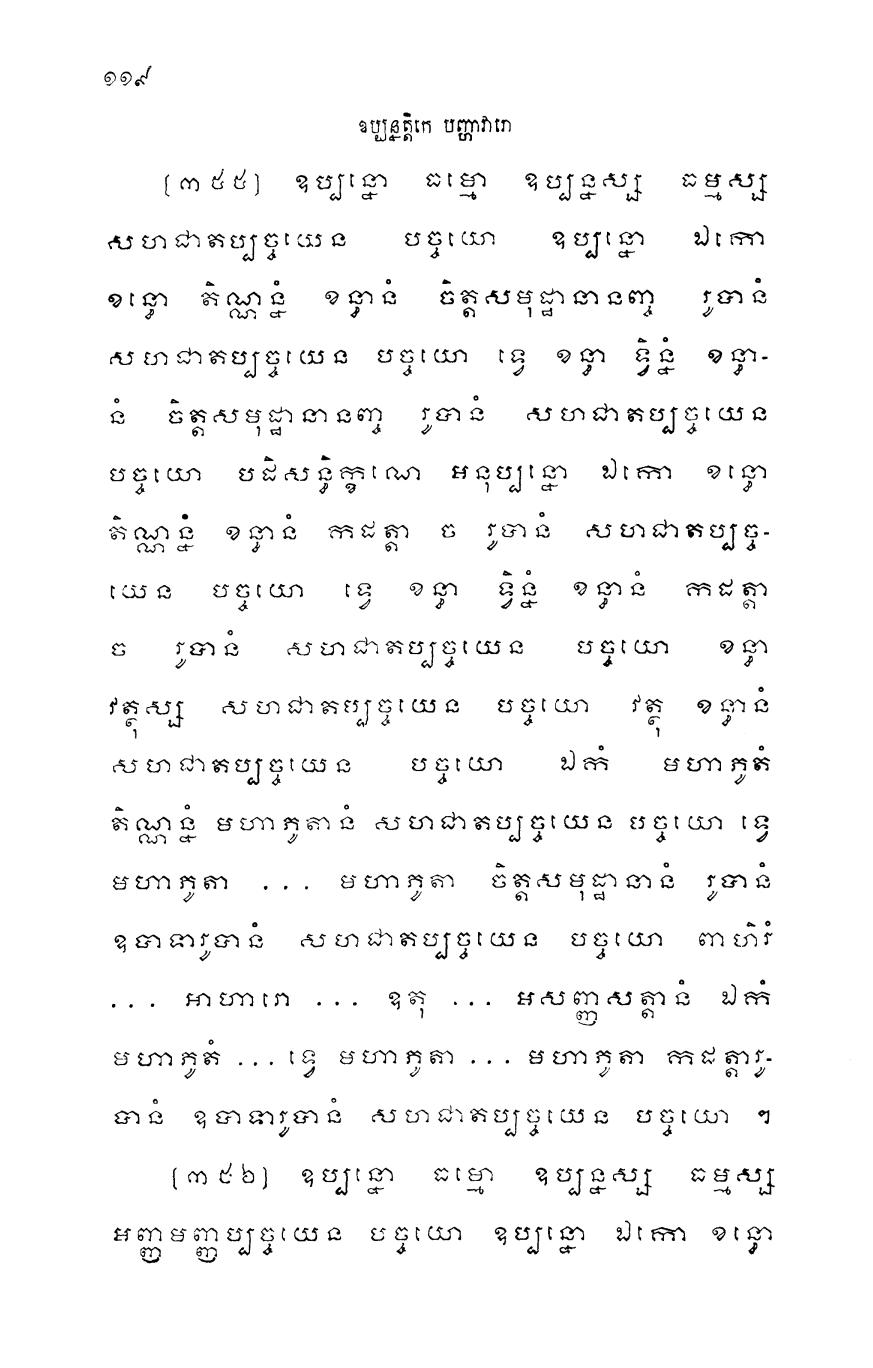 ១១៩
ឧប្បន្នត្តិកេ បញ្ហាវារោ
[៣៥៥] ឧប្បន្នោ ធម្មោ ឧប្បន្នស្ស ធម្មស្ស
សហជាតប្បច្ចយេន បច្ចយោ ឧប្បន្នោ ឯកោ
ខន្ធោ តិណ្ណន្នំ ខន្ធានំ ចិត្តសមុដ្ឋានានញ្ច រូបានំ
សហជាតប្បច្ចយេន បច្ចយោ ទ្វេ ខន្ធា ទ្វិន្នំ ខន្ធា-
នំ ចិត្តសមុដ្ឋានានញ្ច រូបានំ សហជាតប្បច្ចយេន
បច្ចយោ បដិសន្ធិក្ខណេ អនុប្បន្នោ ឯកោ ខន្ធោ
តិណ្ណន្នំ ខន្ធានំ កដត្តា ច រូបានំ សហជាតប្បច្ច-
យេន បច្ចយោ ទ្វេ ខន្ធា ទ្វិន្នំ ខន្ធានំ កដត្តា
ច រូបានំ សហជាតប្បច្ចយេន បច្ចយោ ខន្ធា
វត្ថុស្ស សហជាតប្បច្ចយេន បច្ចយោ វត្ថុ ខន្ធានំ
សហជាតប្បច្ចយេន បច្ចយោ ឯកំ មហាភូតំ
តិណ្ណន្នំ មហាភូតានំ សហជាតប្បច្ចយេន បច្ចយោ ទ្វេ
មហាភូតា ... មហាភូតា ចិត្តសមុដ្ឋានានំ រូបានំ
ឧបាទារូបានំ សហជាតប្បច្ចយេន បច្ចយោ ពាហិរំ
... អាហារោ ... ឧតុ ... អសញ្ញសត្តានំ ឯកំ
មហាភូតំ ... ទ្វេ មហាភូតា ... មហាភូតា កដត្តារូ-
បានំ ឧបាទារូបានំ សហជាតប្បច្ចយេន បច្ចយោ ។
[៣៥៦] ឧប្បន្នោ ធម្មោ ឧប្បន្នស្ស ធម្មស្ស
អញ្ញមញ្ញប្បច្ចយេន បច្ចយោ ឧប្បន្នោ ឯកោ ខន្ធោ